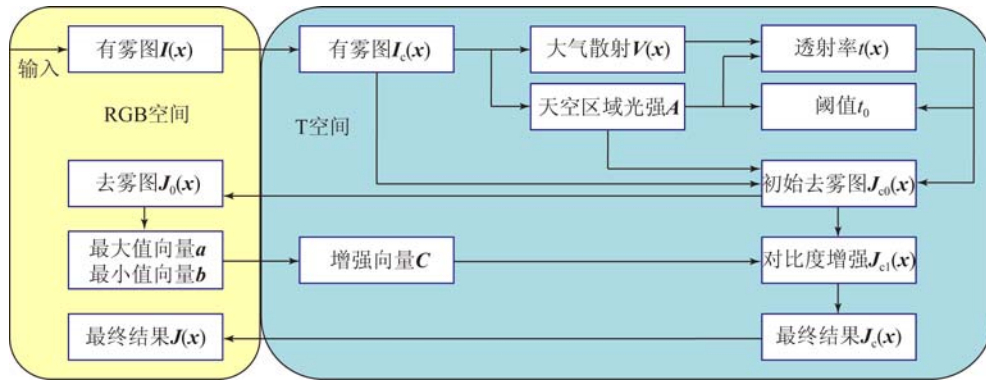 有雾图I(x)
有雾图Ic(x)
大气散射V(x)
透射率t(x)
输入
天空区域光强A
阈值t0
RGB空间
T空间
去雾图J0(x)
初始去雾图Jc0(x)
最大值向量a
最小值向量b
增强向量C
对比度增强Jc1(x)
最终结果J(x)
最终结果Jc(x)